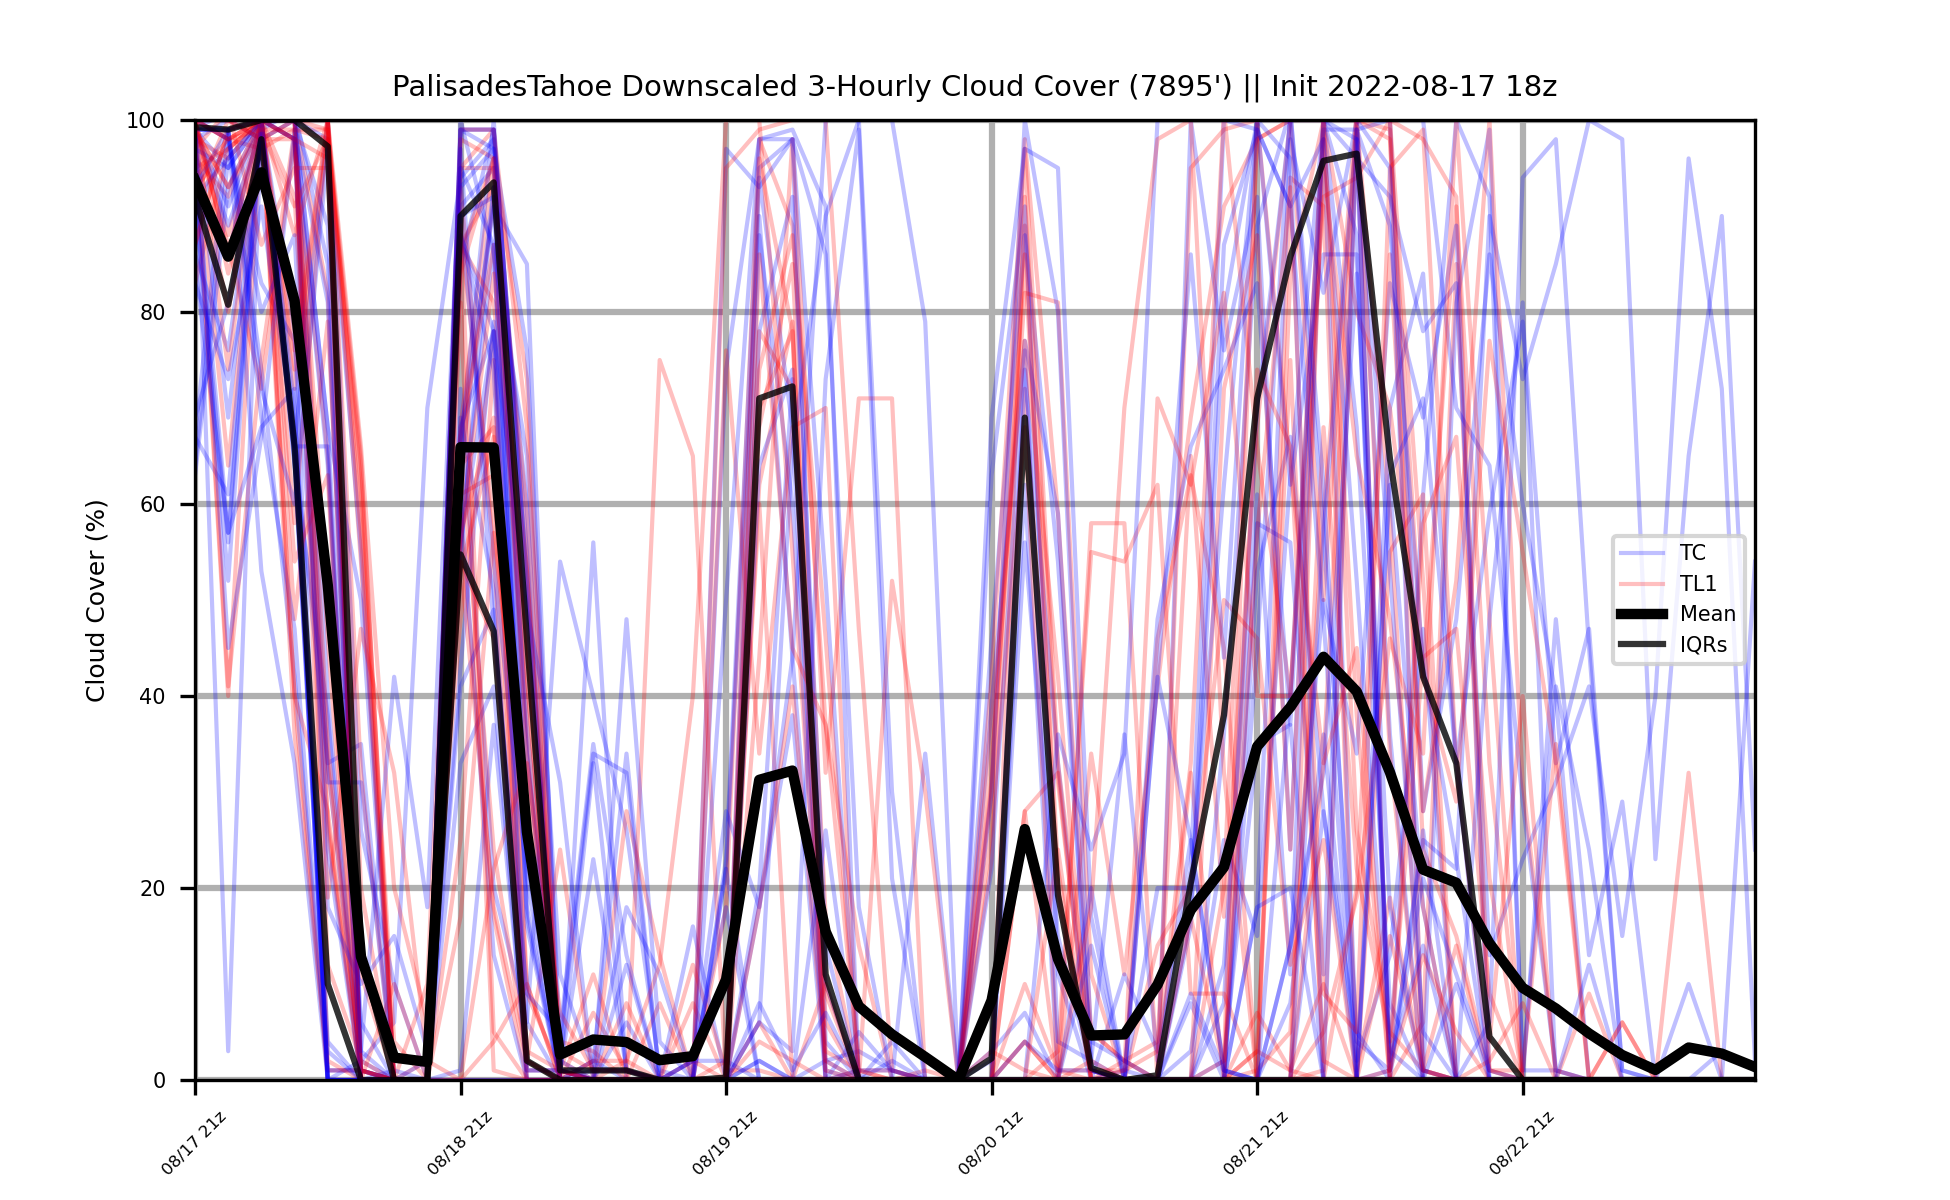 PalisadesTahoe Downscaled 3-Hourly Cloud Cover (7895') || Init 2022-08-17 18z
Cloud Cover (%)
100
80
60
40
20
0
TC
TL1
Mean
IQRs
08/17 21z
08/18 21z
08/19 21z
08/20 21z
08/21 21z
08/22 21z